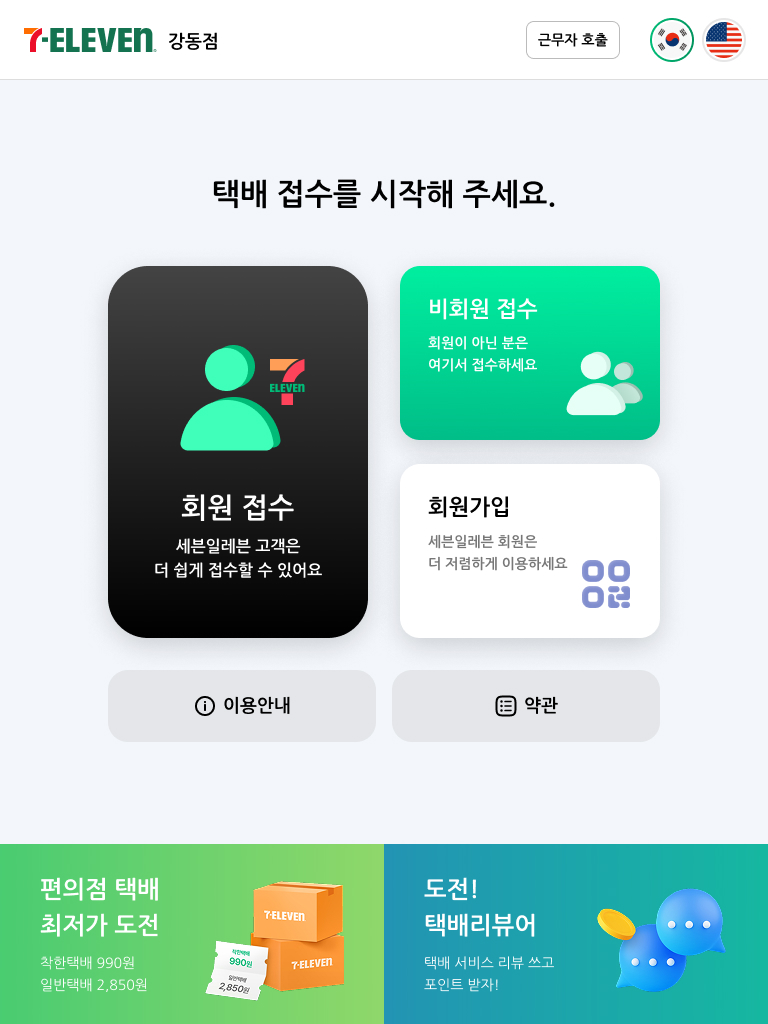 7-ELEVEN 강동점
근무자 호출
택배 접수를 시작해 주세요.
7
ELEVEN
회원 접수
세븐일레븐 고객은
더 쉽게 접수할 수 있어요
비회원 접수
회원이 아닌 분은
여기서 접수하세요
회원가입
세븐일레븐 회원은
더 저렴하게 이용하세요
이용안내
약관
편의점 택배
최저가 도전
착한택배 990원
일반택배 2,850원
7-ELEVEN
7-ELEVEN
착한택배
990원
일반택배
2,850원
도전!
택배리뷰어
택배 서비스 리뷰 쓰고
포인트 받자!